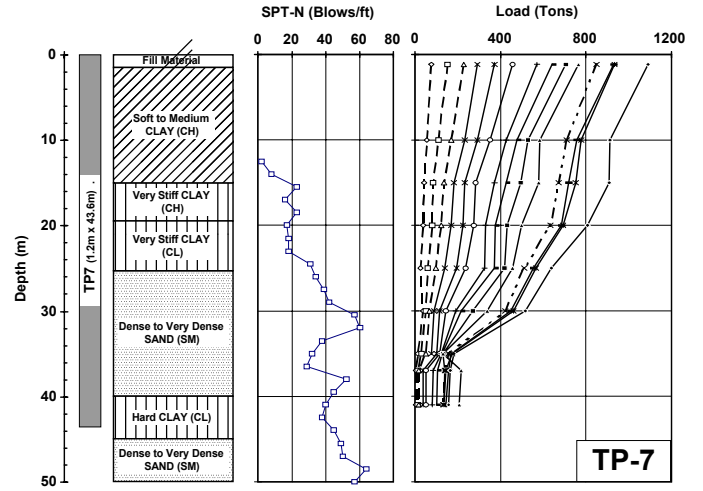 SPT-N (Blows/ft)
Load (Tons)
0 20 40 60 80
0 400 800 1200
Depth (m)
0
10
20
30
40
50
TP7 (1.2m x 43.6m) .
Fill Material
Soft to Medium
CLAY (CH)
Very Stiff CLAY
(CH)
Very Stiff CLAY
(CL)
Dense to Very Dense
SAND (SM)
Hard CLAY (CL)
Dense to Very Dense
SAND (SM)
TP-7